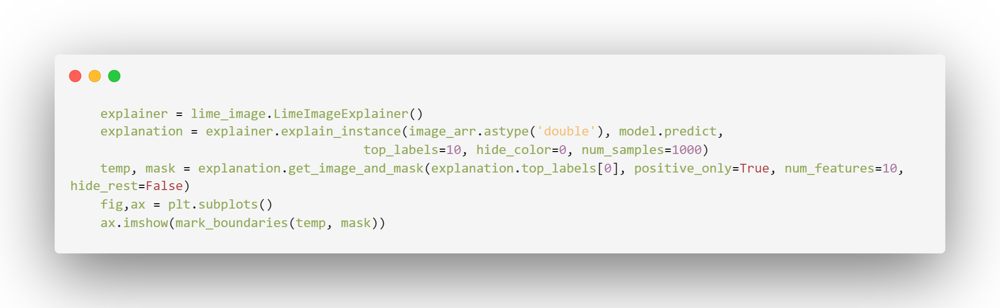 explainer = lime_image.LimeImageExplainer()
explanation = explainer.explain_instance(image_arr.astype('double'), model.predict,
top_labels=10, hide_color=0, num_samples=1000)
temp, mask = explanation.get_image_and_mask(explanation.top_labels[0], positive_only=True, num_features=10,
hide_rest=False)
fig,ax = plt.subplots()
ax.imshow(mark_boundaries(temp, mask))